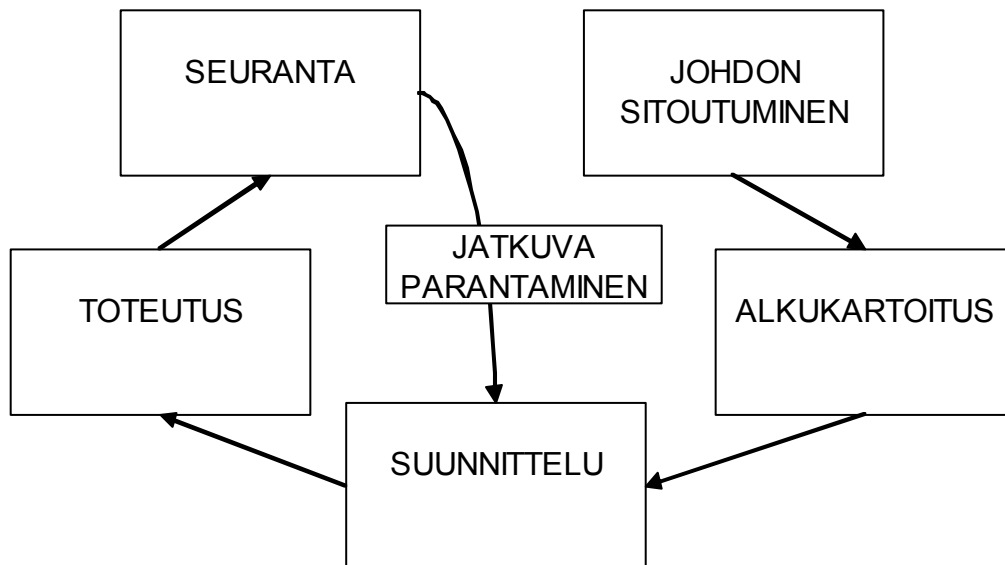 SEURANTA
JOHDON
SITOUTUMINEN
JATKUVA
PARANTAMINEN
TOTEUTUS
ALKUKARTOITUS
SUUNNITTELU